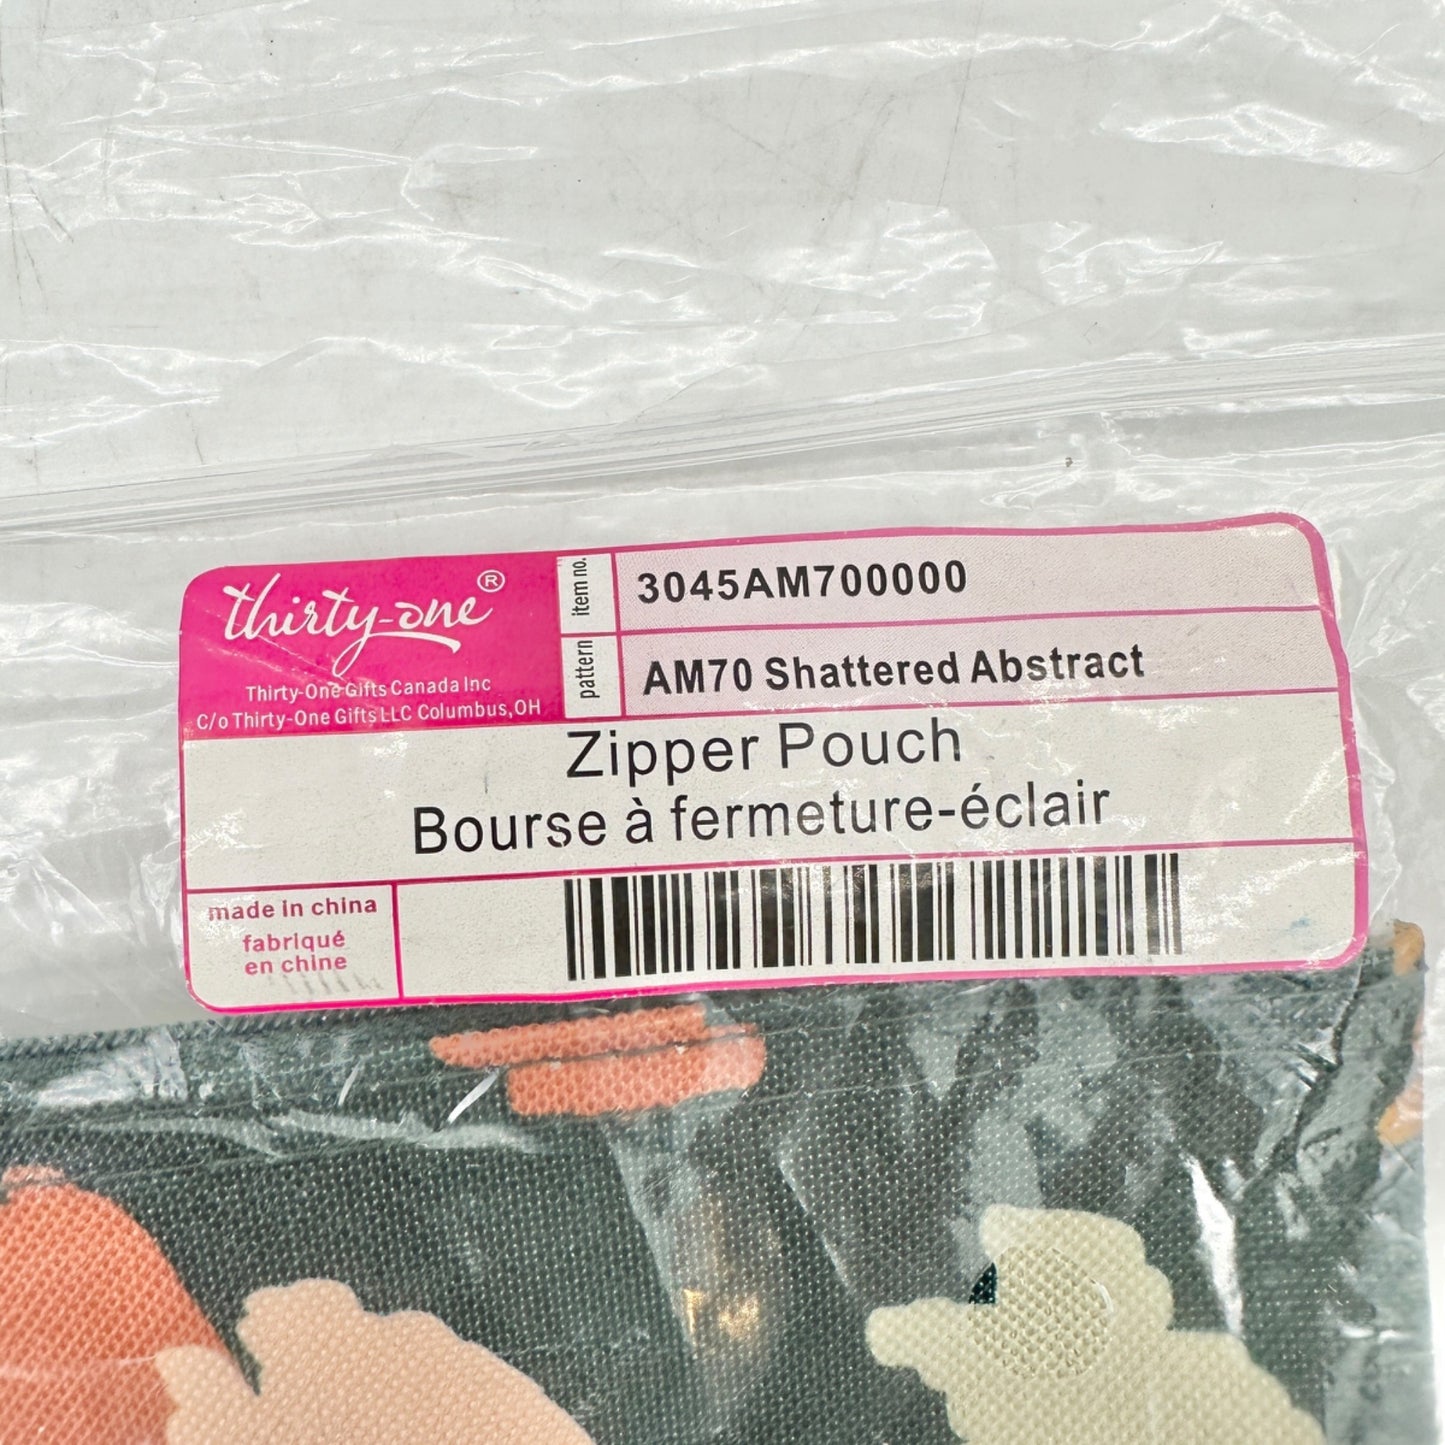 thirty-one®
Thirty-One Gifts Canada Inc
C/o Thirty-One Gifts LLC Columbus, OH
item no.
3045AM700000
pattern
AM70 Shattered Abstract
Zipper Pouch
Bourse à fermeture-éclair
made in china
fabriqué
en chine